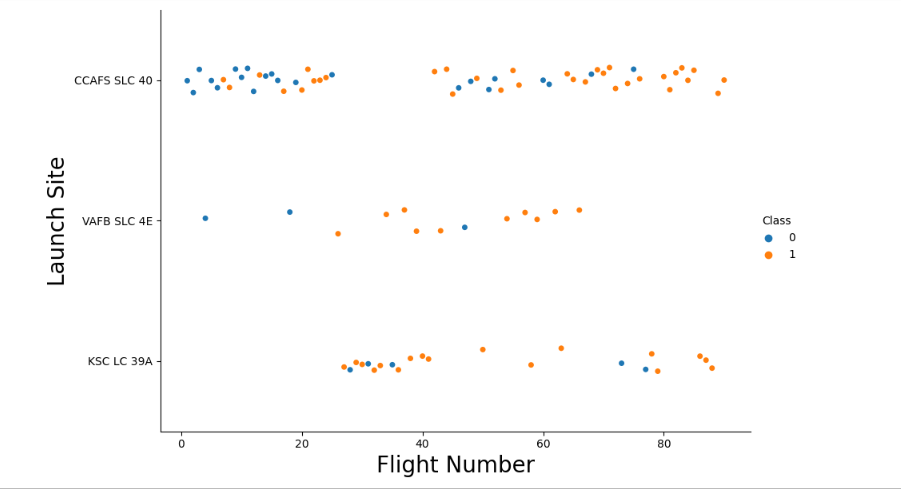 CCAFS SLC 40
VAFB SLC 4E
KSC LC 39A
Launch Site
0
20
40
60
80
Flight Number
Class
0
1